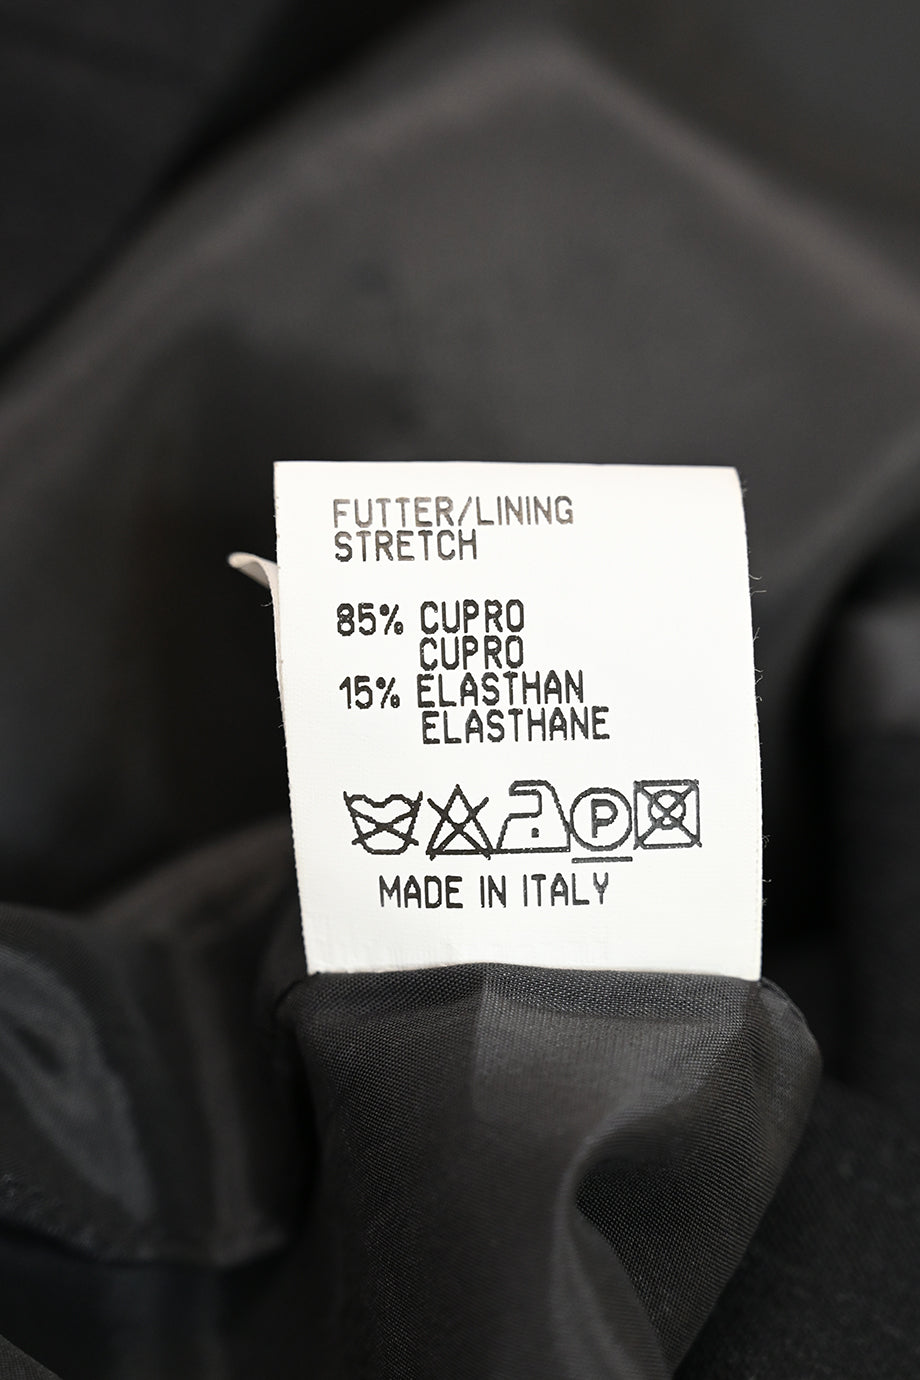 FUTTER/LINING
STRETCH
85% CUPRO
CUPRO
15% ELASTHAN
ELASTHANE
P
MADE IN ITALY